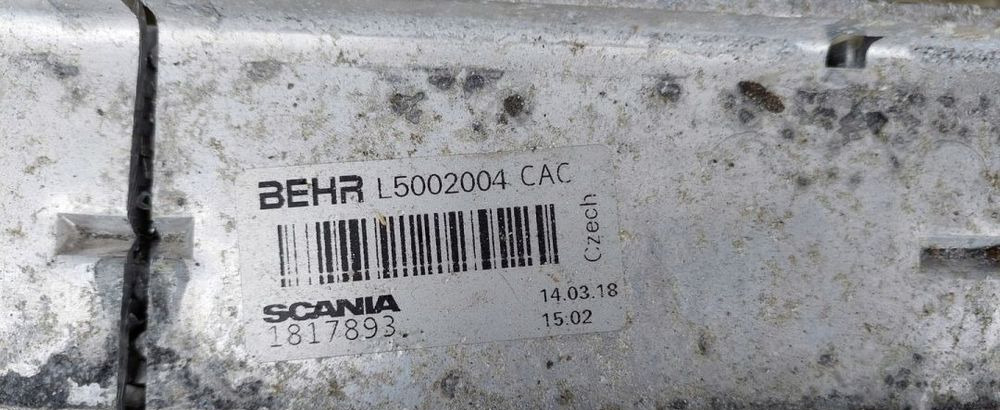 BEHR L5002004 CAC
Czech
SCANIA
1817893
14.03.18
15:02